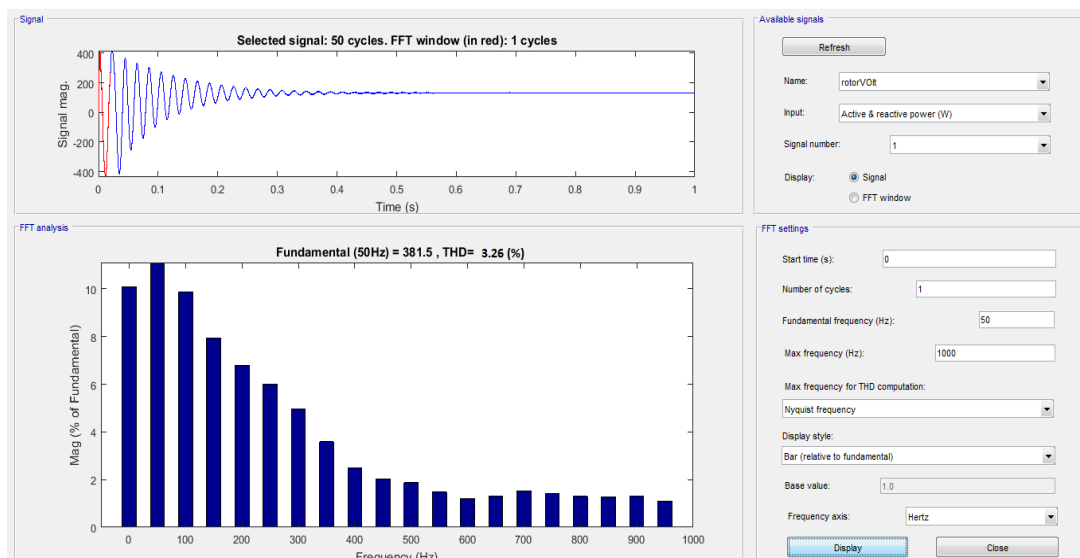 Signal
Selected signal: 50 cycles. FFT window (in red): 1 cycles
Signal mag.
400
200
0
-200
-400
0 0.1 0.2 0.3 0.4 0.5 0.6 0.7 0.8 0.9 1
Time (s)
FFT analysis
Fundamental (50Hz) = 381.5 , THD= 3.26 (%)
Mag (% of Fundamental)
10
8
6
4
2
0
0 100 200 300 400 500 600 700 800 900 1000
Frequency (Hz)
Available signals
Refresh
Name: rotorVOlt
Input: Active & reactive power (W)
Signal number: 1
Display: Signal
FFT window
FFT settings
Start time (s): 0
Number of cycles: 1
Fundamental frequency (Hz): 50
Max frequency (Hz): 1000
Max frequency for THD computation:
Nyquist frequency
Display style:
Bar (relative to fundamental)
Base value: 1.0
Frequency axis: Hertz
Display Close